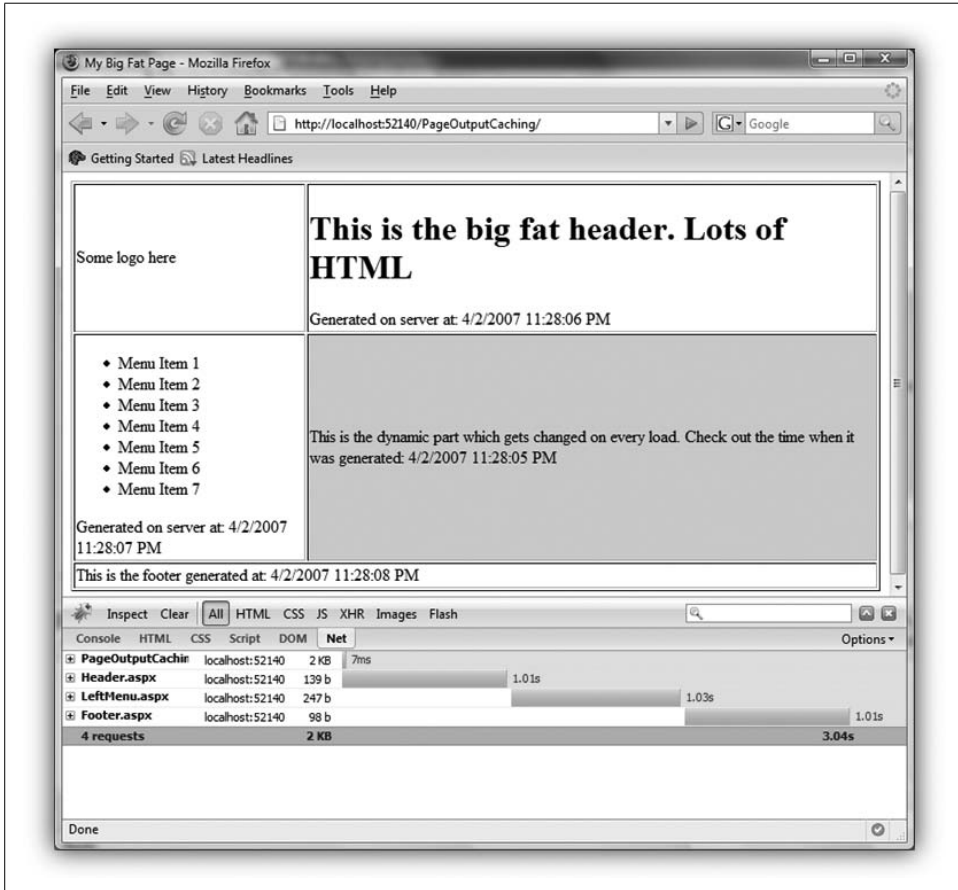 My Big Fat Page - Mozilla Firefox
File Edit View History Bookmarks Tools Help
http://localhost:52140/PageOutputCaching/
G Google
Getting Started Latest Headlines
Some logo here
This is the big fat header. Lots of
HTML
Generated on server at: 4/2/2007 11:28:06 PM
Menu Item 1
Menu Item 2
Menu Item 3
Menu Item 4
Menu Item 5
Menu Item 6
Menu Item 7
Generated on server at: 4/2/2007
11:28:07 PM
This is the dynamic part which gets changed on every load. Check out the time when it
was generated: 4/2/2007 11:28:05 PM
This is the footer generated at: 4/2/2007 11:28:08 PM
Inspect Clear All HTML CSS JS XHR Images Flash
Console HTML CSS Script DOM Net Options
PageOutputCachin localhost:52140 2 KB 7ms
Header.aspx localhost:52140 139 b 1.01s
LeftMenu.aspx localhost:52140 247 b 1.03s
Footer.aspx localhost:52140 98 b 1.01s
4 requests 2 KB 3.04s
Done